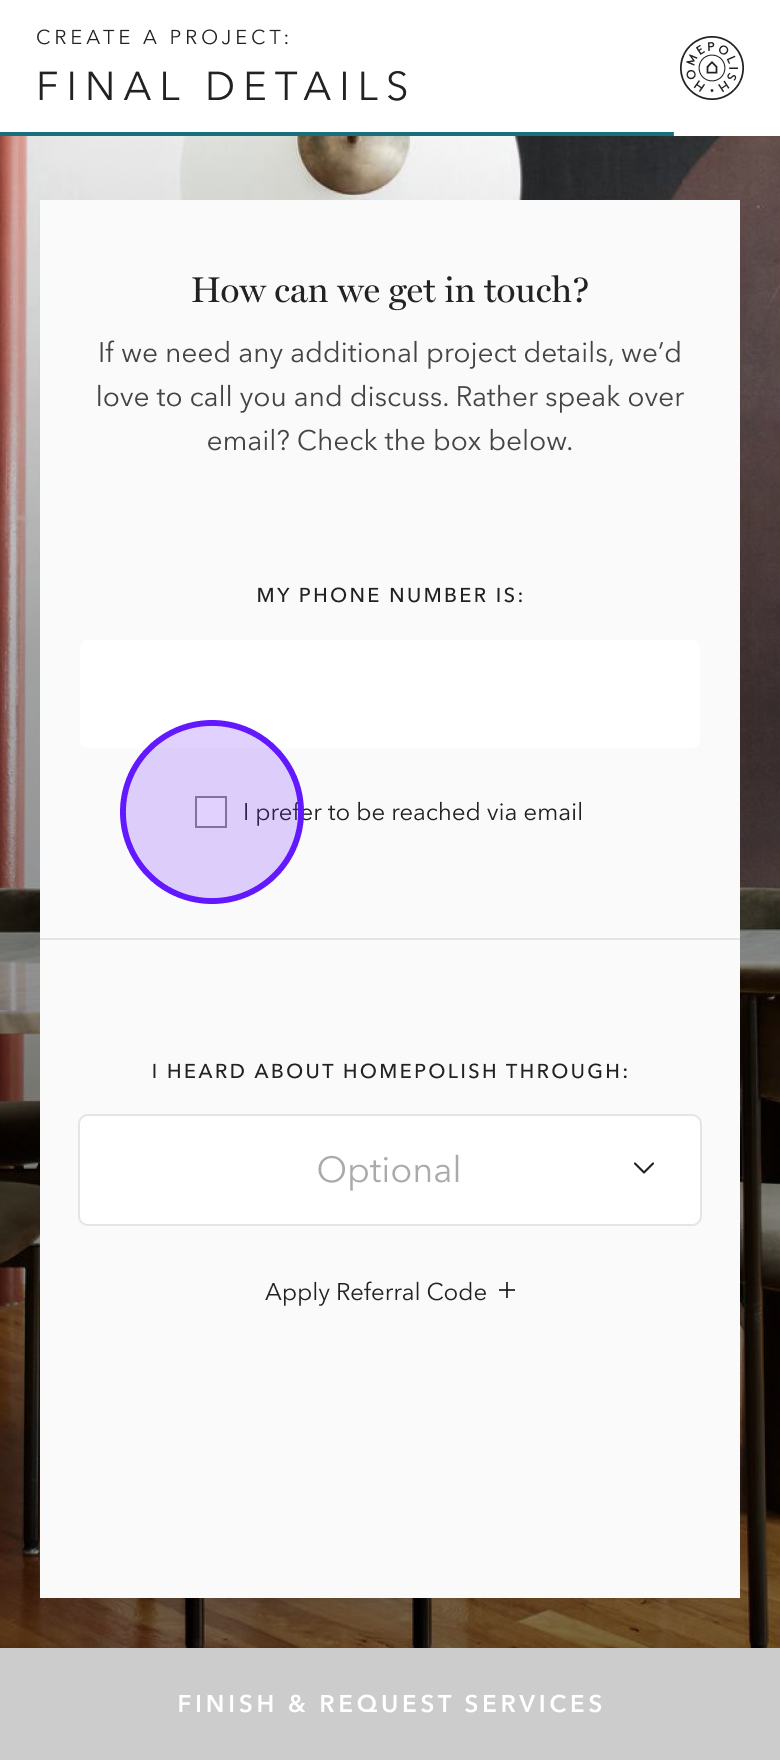 CREATE A PROJECT:
FINAL DETAILS
HOMEPOLISH
How can we get in touch?
If we need any additional project details, we’d
love to call you and discuss. Rather speak over
email? Check the box below.
MY PHONE NUMBER IS:
I prefer to be reached via email
I HEARD ABOUT HOMEPOLISH THROUGH:
Optional
Apply Referral Code +
FINISH & REQUEST SERVICES